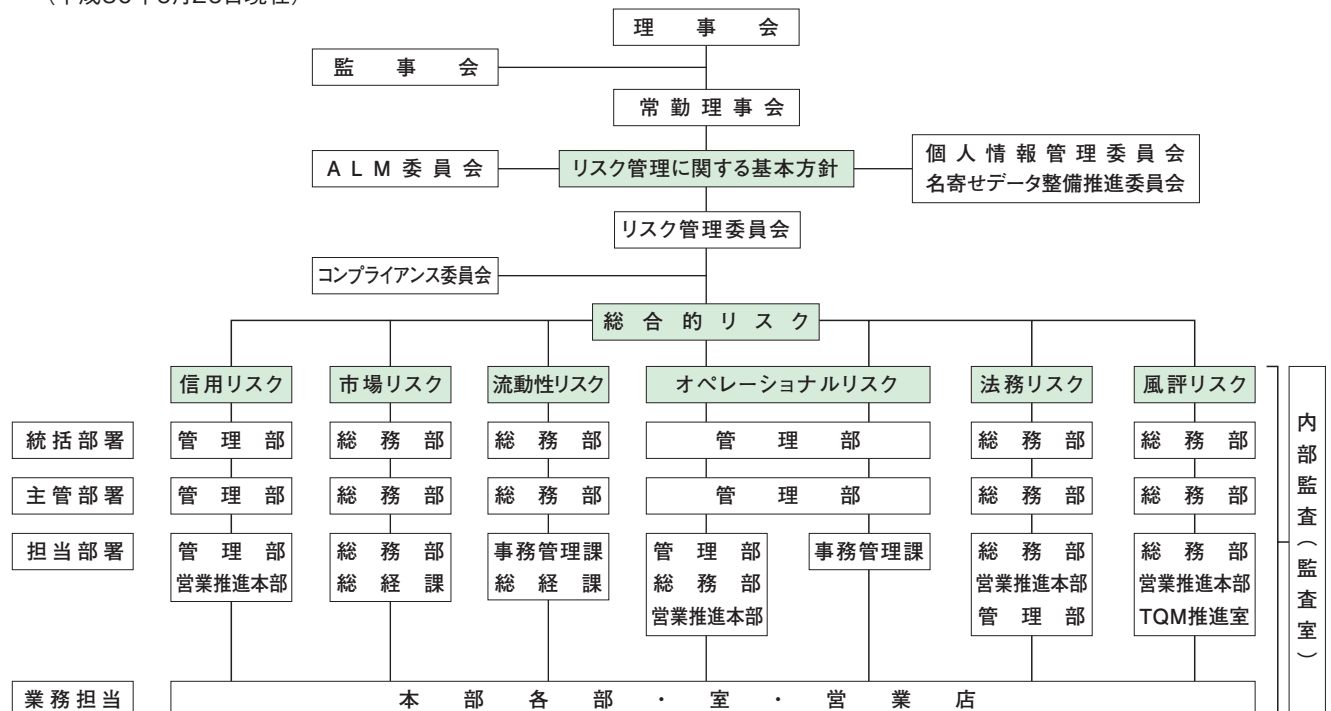 理事会
監事会
常勤理事会
ALM委員会
リスク管理に関する基本方針
個人情報管理委員会
名寄せデータ整備推進委員会
リスク管理委員会
コンプライアンス委員会
総合的リスク
信用リスク
市場リスク
流動性リスク
オペレーショナルリスク
法務リスク
風評リスク
統括部署
管理部
総務部
総務部
管理部
総務部
総務部
主管部署
管理部
総務部
総務部
管理部
総務部
総務部
担当部署
管理部
営業推進本部
総務部
総経課
事務管理課
総経課
管理部
総務部
営業推進本部
事務管理課
総務部
営業推進本部
管理部
総務部
営業推進本部
TQM推進室
内部監査(監査室)
業務担当
本部各部・室・営業店